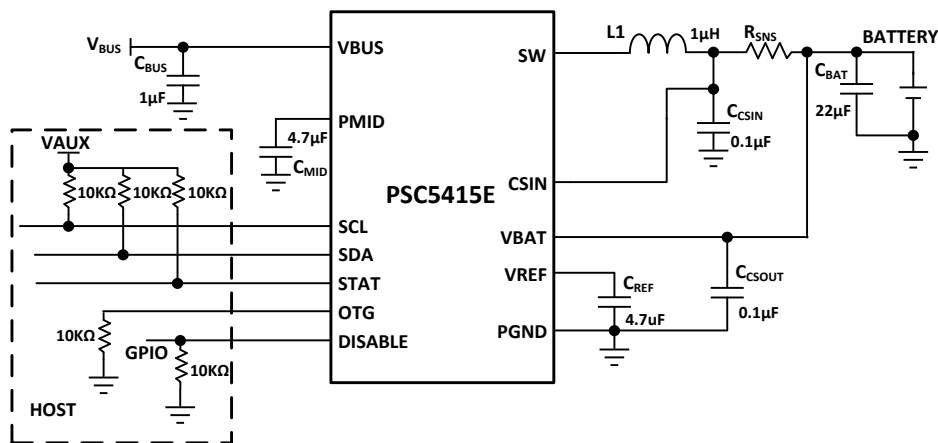 VBUS
CBUS
1µF
VBUS
PMID
4.7µF
CMID
VAUX
10KΩ 10KΩ 10KΩ
SCL
SDA
STAT
OTG
DISABLE
10KΩ
GPIO
10KΩ
HOST
PSC5415E
SW
CSIN
VBAT
VREF
PGND
L1
1µH
RSNS
BATTERY
CBAT
22µF
CCSIN
0.1µF
CREF
4.7uF
CCSOUT
0.1µF